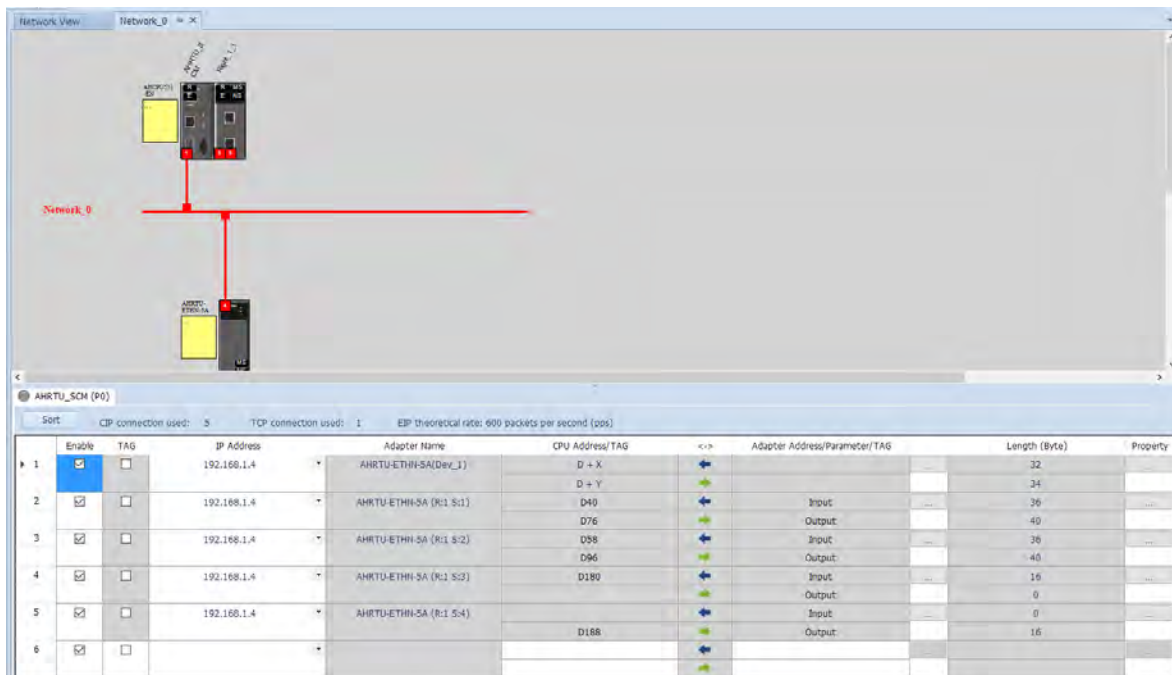 Network View Network_0
AHRTU-
ETHN-5A
Network_0
AHRTU_SCM (P0)
Sort CIP connection used: 5 TCP connection used: 1 EIP theoretical rate: 600 packets per second (pps)
Enable TAG IP Address Adapter Name CPU Address/TAG <-> Adapter Address/Parameter/TAG Length (Byte) Property
1 192.168.1.4 AHRTU-ETHN-5A(Dev_1) D + X 32
D + Y 34
2 192.168.1.4 AHRTU-ETHN-5A (R:1 S:1) D40 Input ... 36 ...
D76 Output 40
3 192.168.1.4 AHRTU-ETHN-5A (R:1 S:2) D58 Input ... 36 ...
D96 Output 40
4 192.168.1.4 AHRTU-ETHN-5A (R:1 S:3) D180 Input ... 16 ...
Output 0
5 192.168.1.4 AHRTU-ETHN-5A (R:1 S:4) Input ... 0 ...
D188 Output 16
6